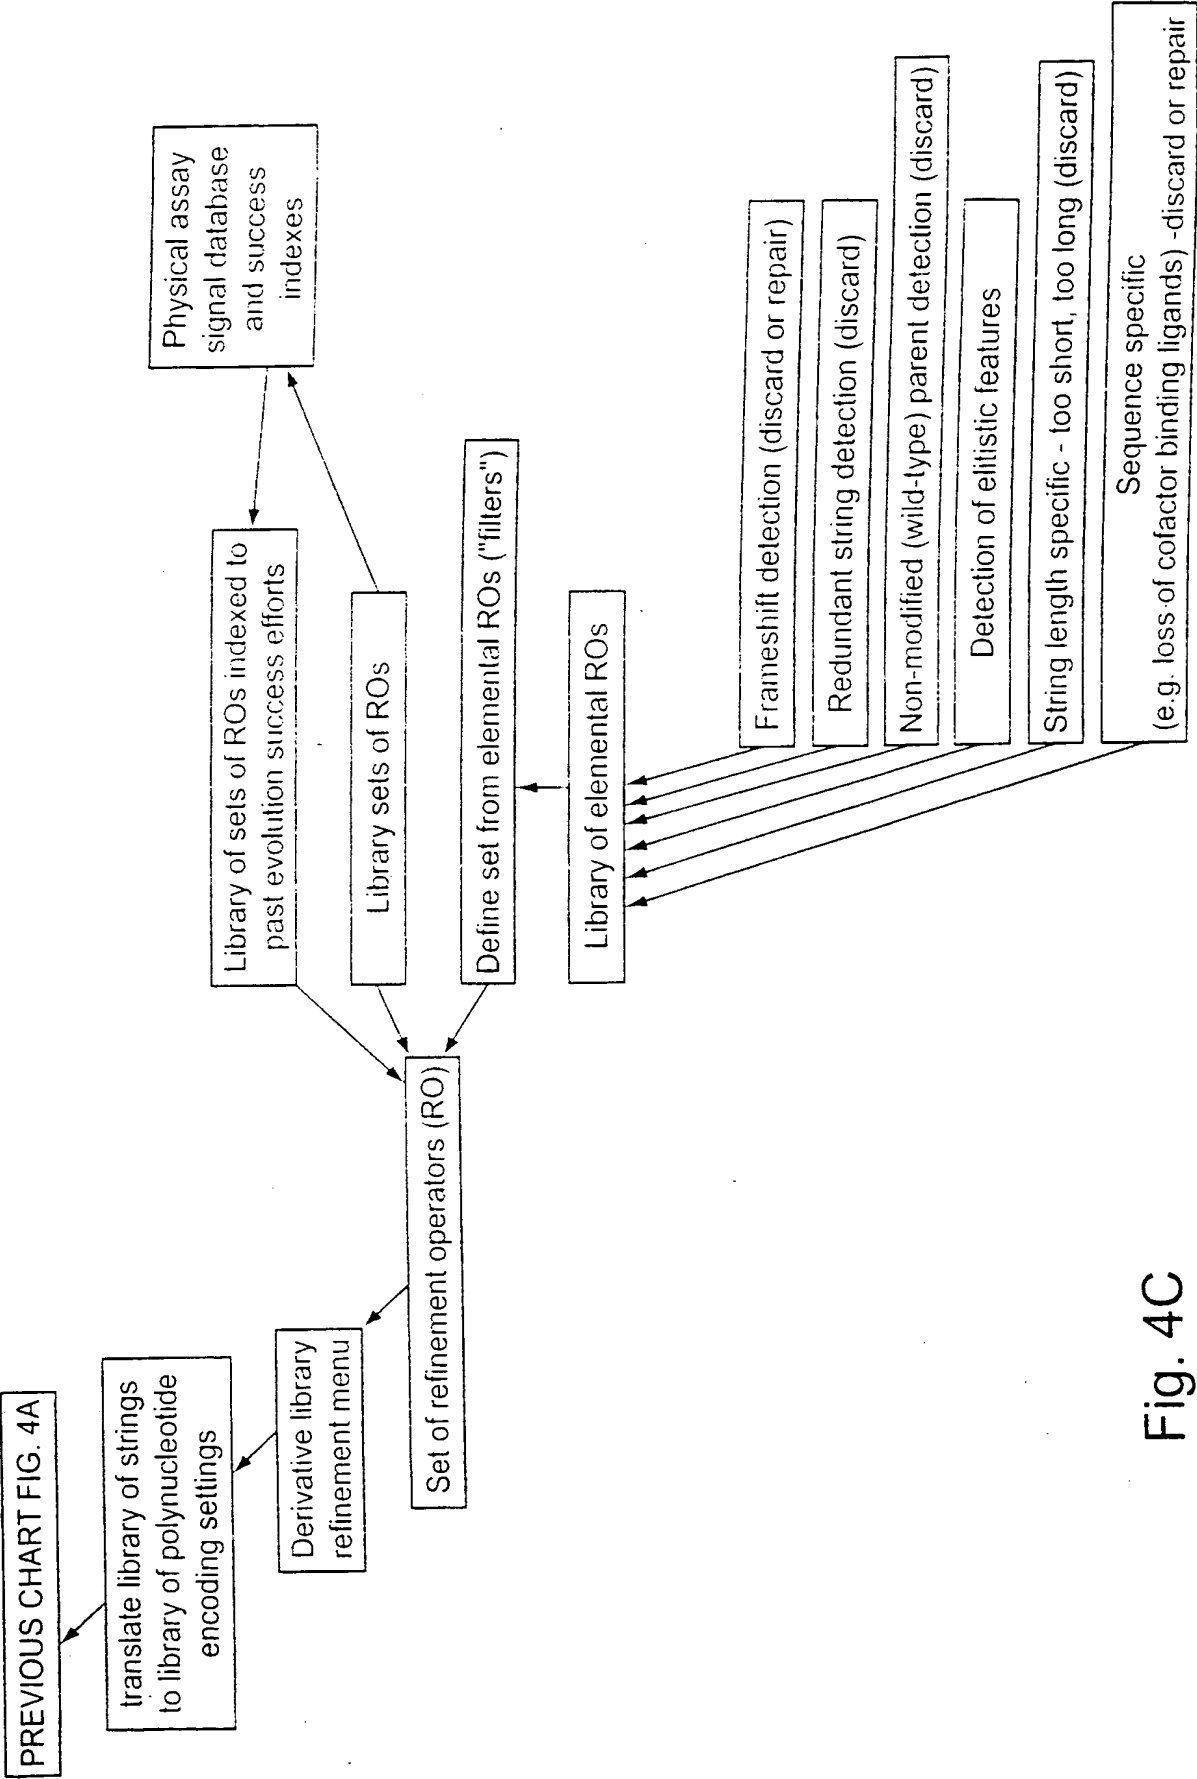 PREVIOUS CHART FIG. 4A
translate library of strings
to library of polynucleotide
encoding settings
Derivative library
refinement menu
Set of refinement operators (RO)
Library of sets of ROs indexed to
past evolution success efforts
Physical assay
signal database
and success
indexes
Library sets of ROs
Define set from elemental ROs ("filters")
Library of elemental ROs
Frameshift detection (discard or repair)
Redundant string detection (discard)
Non-modified (wild-type) parent detection (discard)
Detection of elitistic features
String length specific - too short, too long (discard)
Sequence specific
(e.g. loss of cofactor binding ligands) -discard or repair
Fig. 4C